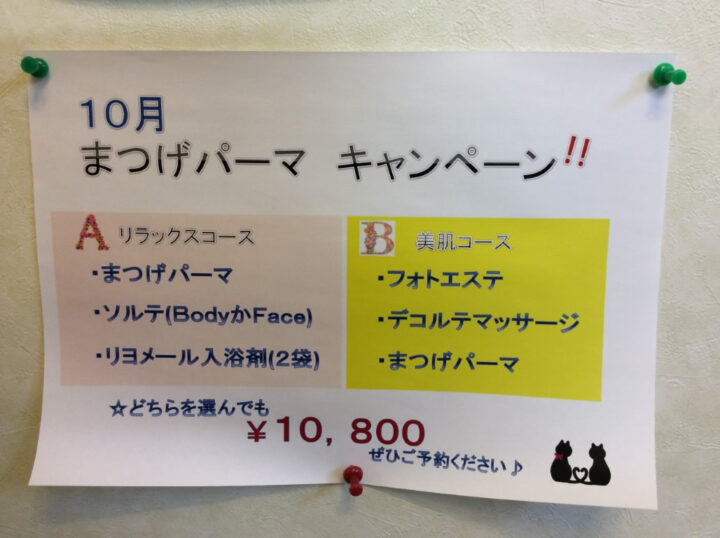 10月
まつげパーマ キャンペーン!!
A リラックスコース
・まつげパーマ
・ソルテ(BodyかFace)
・リヨメール入浴剤(2袋)
B 美肌コース
・フォトエステ
・デコルテマッサージ
・まつげパーマ
☆どちらを選んでも
¥10,800
ぜひご予約ください♪